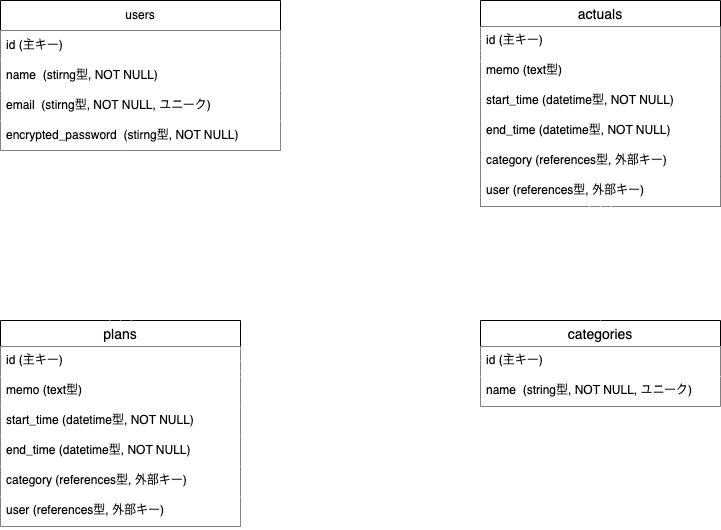 users
id (主キー)
name  (stirng型, NOT NULL)
email  (stirng型, NOT NULL, ユニーク)
encrypted_password  (stirng型, NOT NULL)
actuals
id (主キー)
memo (text型)
start_time (datetime型, NOT NULL)
end_time (datetime型, NOT NULL)
category (references型, 外部キー)
user (references型, 外部キー)
plans
id (主キー)
memo (text型)
start_time (datetime型, NOT NULL)
end_time (datetime型, NOT NULL)
category (references型, 外部キー)
user (references型, 外部キー)
categories
id (主キー)
name  (string型, NOT NULL, ユニーク)